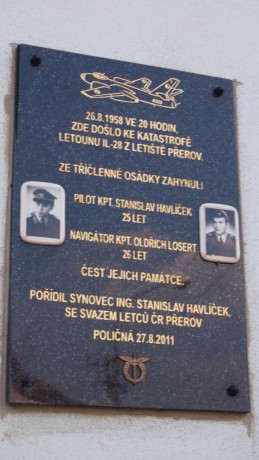 26.8.1958 VE 20 HODIN,
ZDE DOŠLO KE KATASTROFĚ
LETOUNU IL-28 Z LETIŠTĚ PŘEROV.
ZE TŘÍČLENNÉ OSÁDKY ZAHYNULI
PILOT KPT. STANISLAV HAVLÍČEK
25 LET
NAVIGÁTOR KPT. OLDŘICH LOSERT
26 LET
ČEST JEJICH PAMÁTCE.
POŘÍDIL SYNOVEC ING. STANISLAV HAVLÍČEK,
SE SVAZEM LETCŮ ČR PŘEROV
POLIČNÁ 27.8.2011